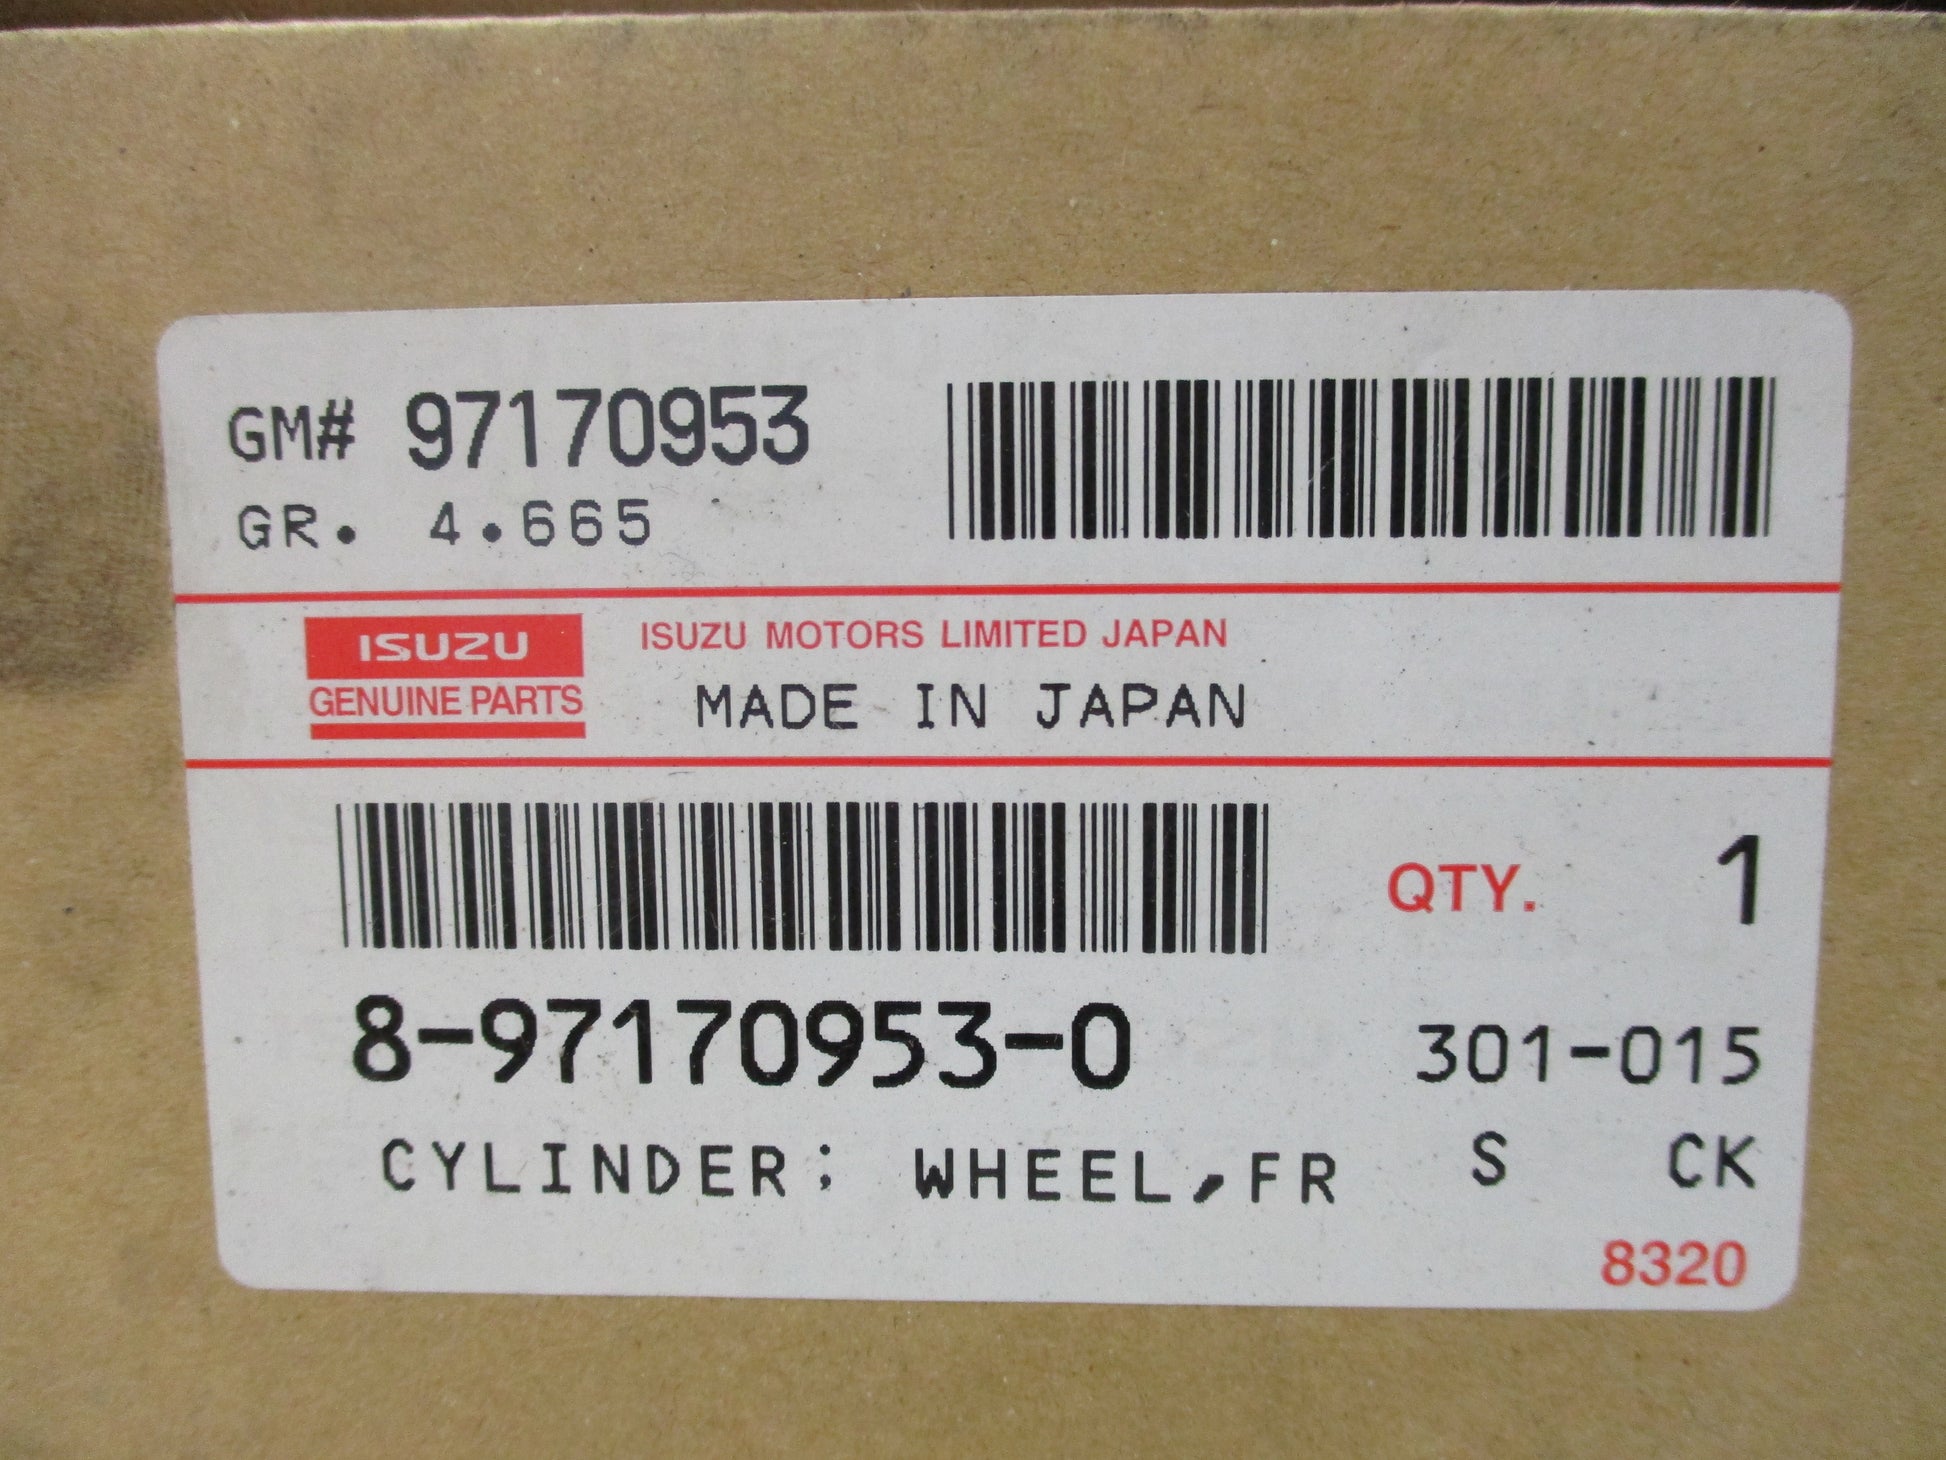 GM# 97170953
GR. 4.665
ISUZU
GENUINE PARTS
ISUZU MOTORS LIMITED JAPAN
MADE IN JAPAN
QTY. 1
8-97170953-0 301-015
CYLINDER; WHEEL,FR S CK
8320